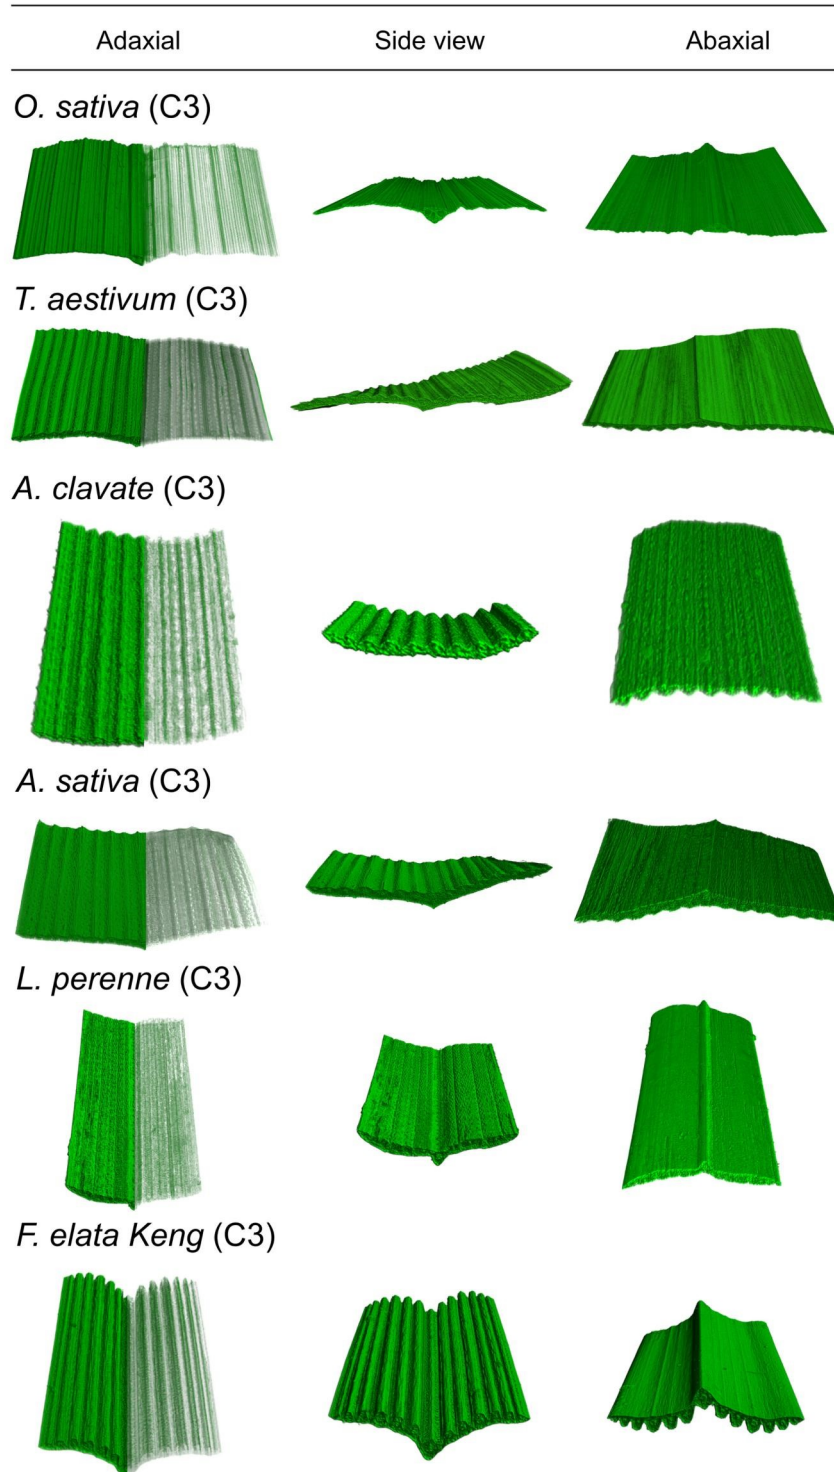 Adaxial Side view Abaxial
O. sativa (C3)
T. aestivum (C3)
A. clavate (C3)
A. sativa (C3)
L. perenne (C3)
F. elata Keng (C3)